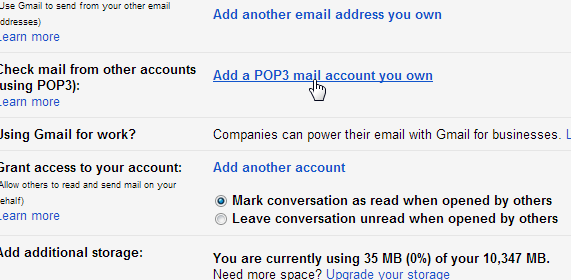 Use Gmail to send from your other email
addresses)
Learn more
Add another email address you own
Check mail from other accounts
(using POP3):
Learn more
Add a POP3 mail account you own
Using Gmail for work?
Companies can power their email with Gmail for businesses. L
Grant access to your account:
(Allow others to read and send mail on your
behalf)
Learn more
Add another account
Mark conversation as read when opened by others
Leave conversation unread when opened by others
Add additional storage:
You are currently using 35 MB (0%) of your 10,347 MB.
Need more space? Upgrade your storage